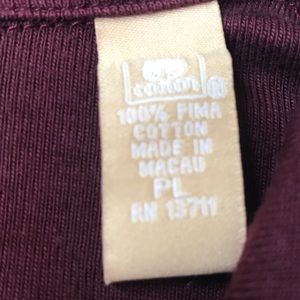 cotton
100% PIMA
COTTON
MADE IN
MACAU
PL
RN 13711